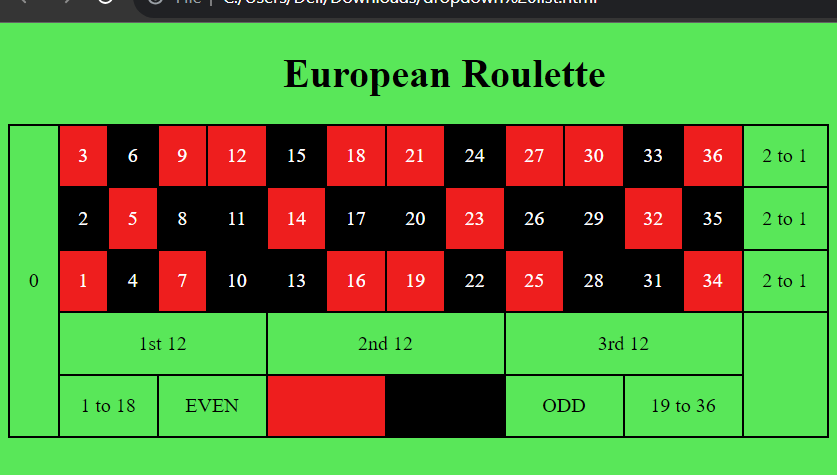 File | C:/Users/Dell/Downloads/dropdown%20list.html
European Roulette
3 6 9 12 15 18 21 24 27 30 33 36 2 to 1
2 5 8 11 14 17 20 23 26 29 32 35 2 to 1
0 1 4 7 10 13 16 19 22 25 28 31 34 2 to 1
1st 12 2nd 12 3rd 12
1 to 18 EVEN ODD 19 to 36